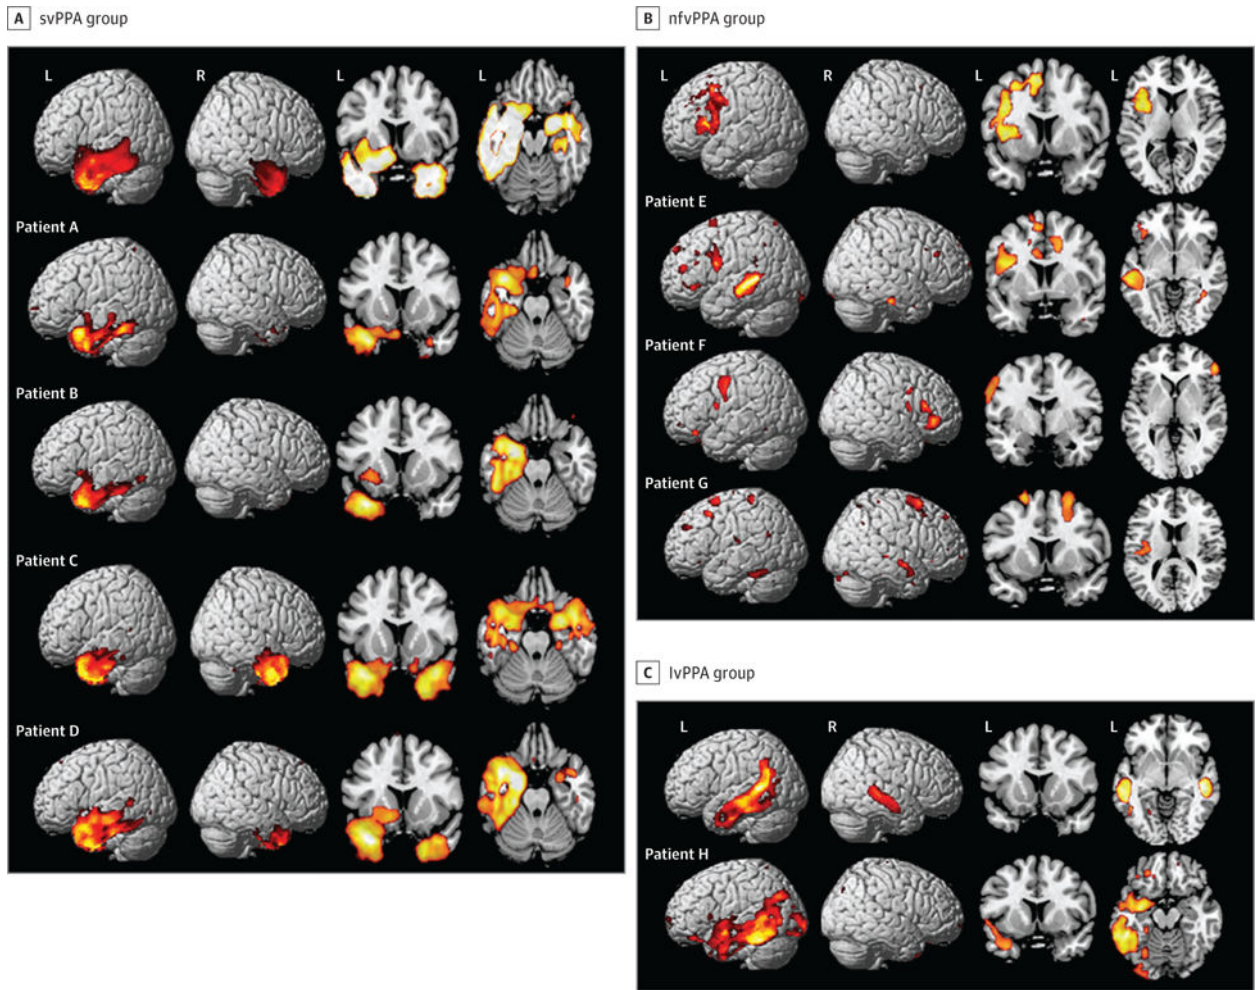 A svPPA group
L R L L
Patient A
Patient B
Patient C
Patient D
B nfvPPA group
L R L L
Patient E
Patient F
Patient G
C lvPPA group
L R L L
Patient H